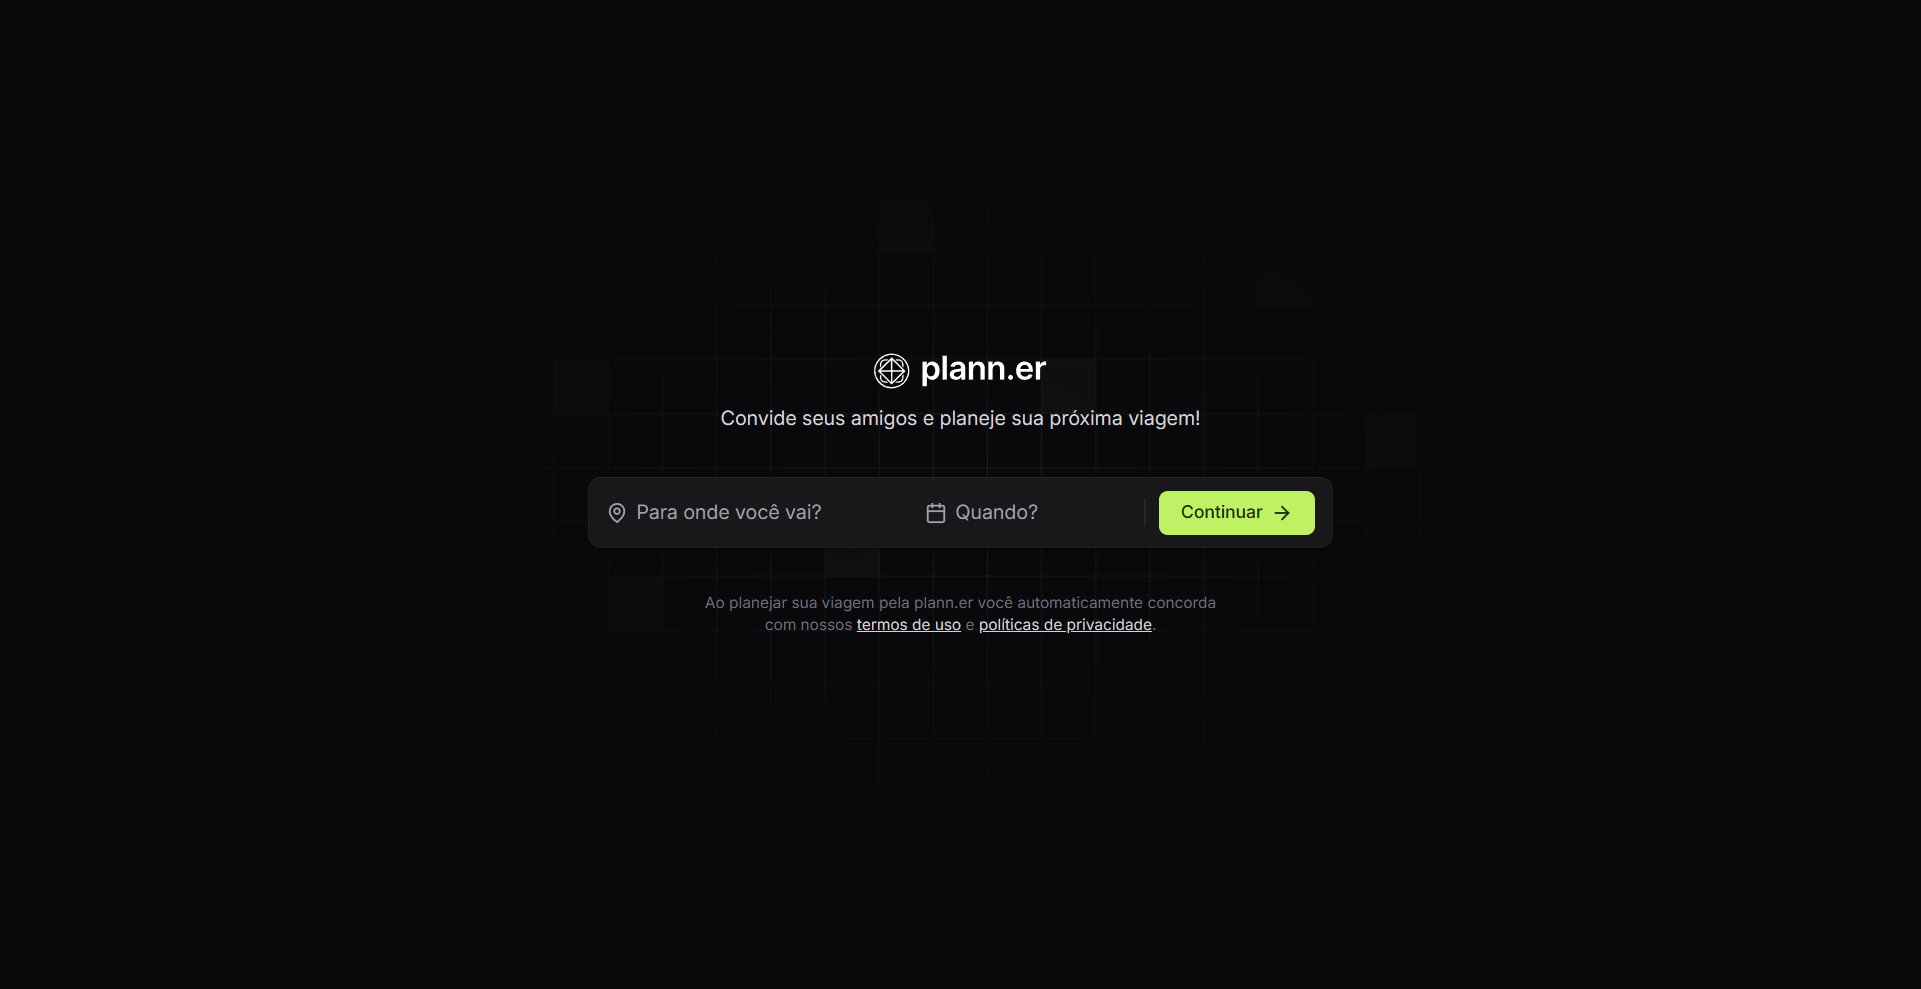 plann.er
Convide seus amigos e planeje sua próxima viagem!
Para onde você vai? Quando? Continuar
Ao planejar sua viagem pela plann.er você automaticamente concorda
com nossos termos de uso e políticas de privacidade.